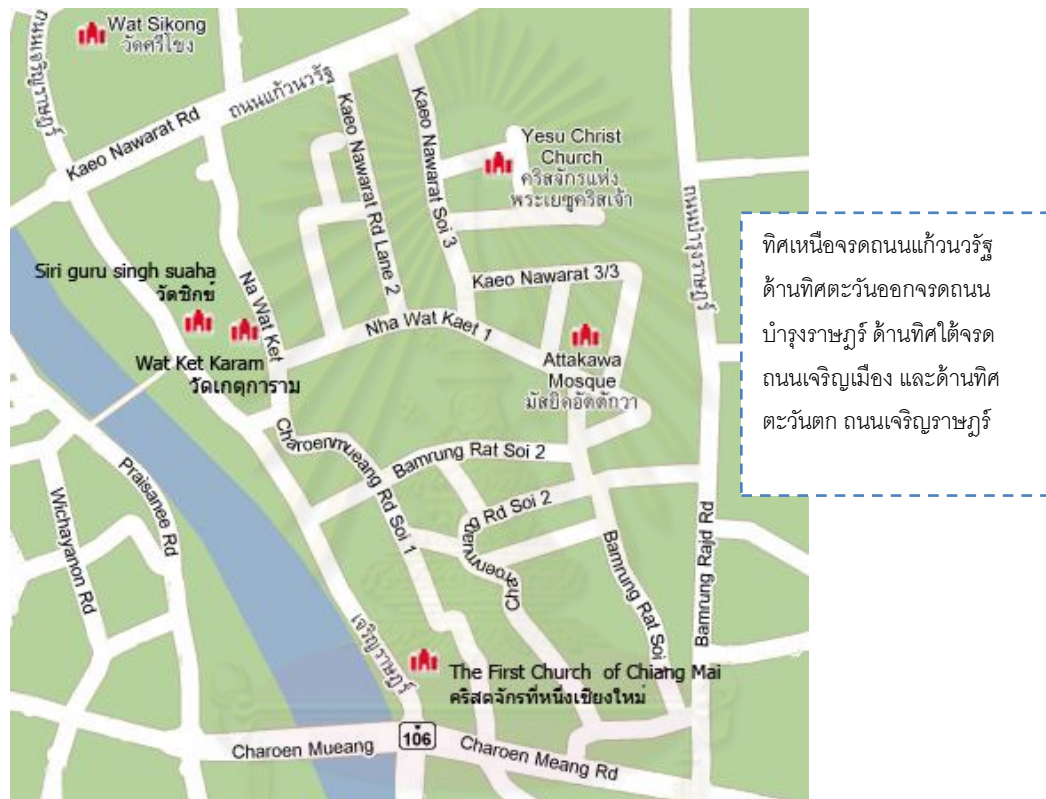 Wat Sikong
วัดศรีโขง
ถนนเจริญราษฎร์
Kaeo Nawarat Rd
ถนนแก้วนวรัฐ
Kaeo Nawarat Rd Lane 2
Kaeo Nawarat Soi 3
Yesu Christ
Church
คริสจักรแห่ง
พระเยซูคริสเจ้า
ถนนบำรุงราษฎร์
Siri guru singh suaha
วัดซิกข์
Na Wat Ket
Kaeo Nawarat 3/3
Nha Wat Kaet 1
Wat Ket Karam
วัดเกตุการาม
Attakawa
Mosque
มัสยิดอัตตักวา
Charoenmueang Rd Soi 1
Bamrung Rat Soi 2
Praisanee Rd
Wichayanon Rd
Charoenmueang Rd Soi 2
Bamrung Rat Soi
Bamrung Rajd Rd
เจริญราษฎร์
The First Church of Chiang Mai
คริสตจักรที่หนึ่งเชียงใหม่
Charoen Mueang
106
Charoen Meang Rd
ทิศเหนือจรดถนนแก้วนวรัฐ
ด้านทิศตะวันออกจรดถนน
บำรุงราษฎร์ ด้านทิศใต้จรด
ถนนเจริญเมือง และด้านทิศ
ตะวันตก ถนนเจริญราษฎร์